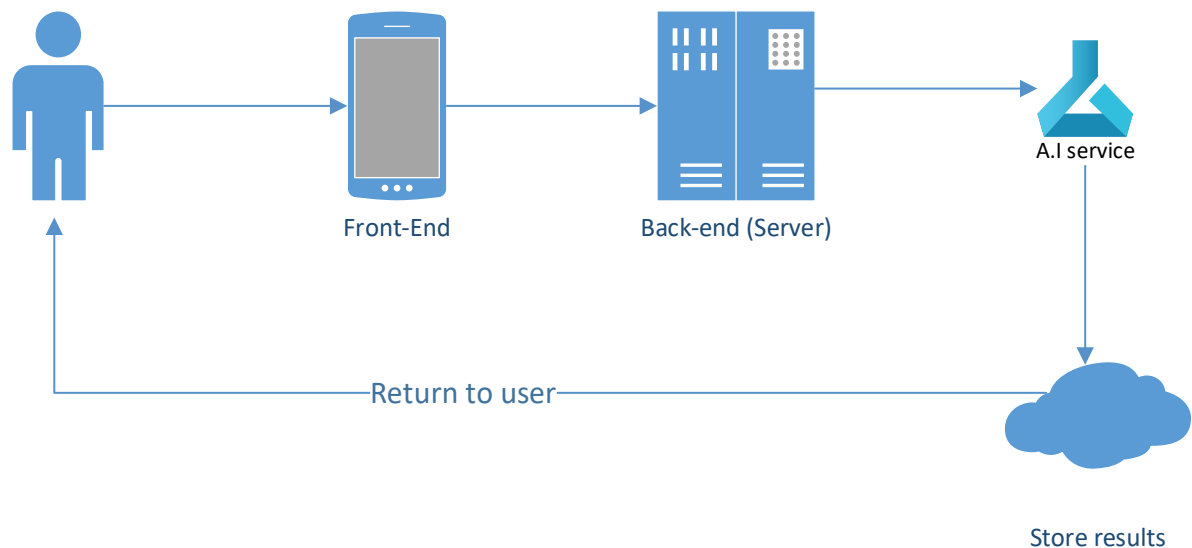 A.I service
Front-End
Back-end (Server)
Return to user
Store results